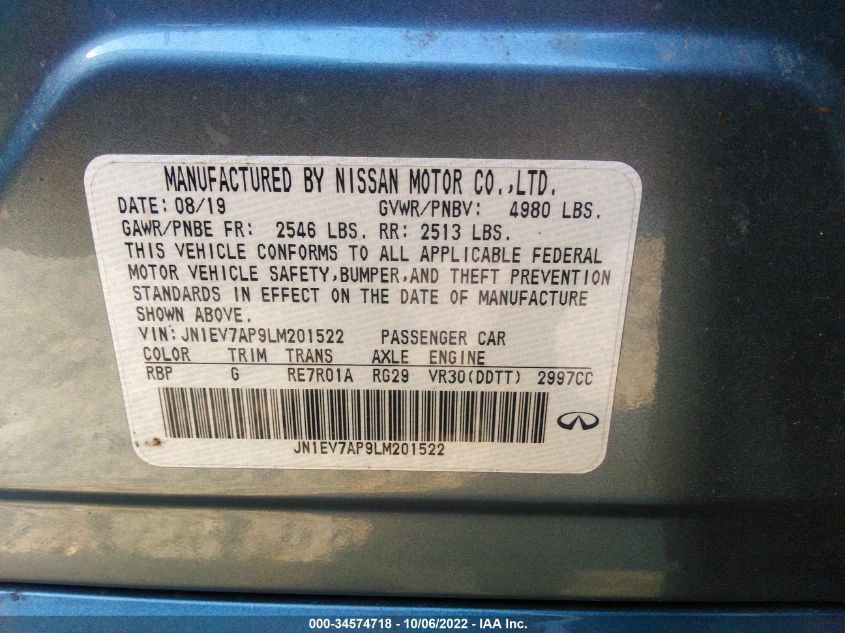 MANUFACTURED BY NISSAN MOTOR CO.,LTD.
DATE: 08/19 GVWR/PNBV: 4980 LBS.
GAWR/PNBE FR: 2546 LBS. RR: 2513 LBS.
THIS VEHICLE CONFORMS TO ALL APPLICABLE FEDERAL
MOTOR VEHICLE SAFETY,BUMPER,AND THEFT PREVENTION
STANDARDS IN EFFECT ON THE DATE OF MANUFACTURE
SHOWN ABOVE.
VIN:JN1EV7AP9LM201522 PASSENGER CAR
COLOR TRIM TRANS AXLE ENGINE
RBP G RE7R01A RG29 VR30(DDTT) 2997CC
JN1EV7AP9LM201522
000-34574718 - 10/06/2022 - IAA Inc.